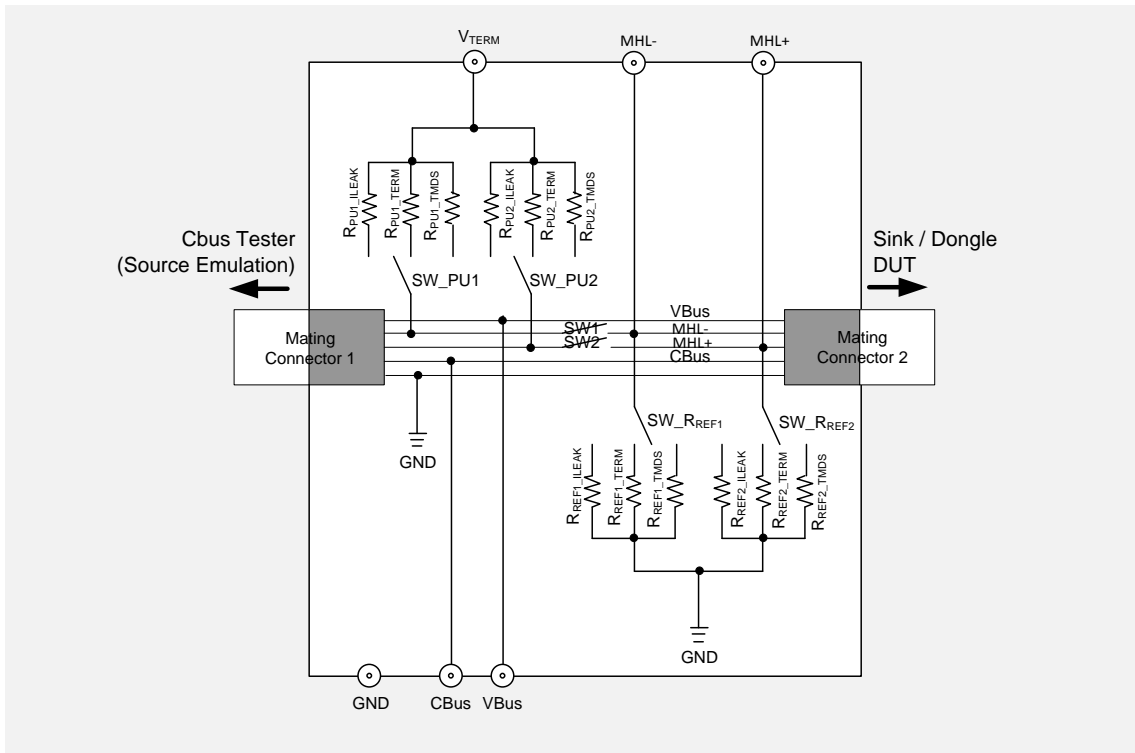 VTERM
MHL-
MHL+
RPU1_ILEAK
RPU1_TERM
RPU1_TMDS
RPU2_ILEAK
RPU2_TERM
RPU2_TMDS
Cbus Tester
(Source Emulation)
Sink / Dongle
DUT
SW_PU1
SW_PU2
VBus
SW1
MHL-
SW2
MHL+
CBus
Mating
Connector 1
Mating
Connector 2
GND
SW_RREF1
SW_RREF2
RREF1_ILEAK
RREF1_TERM
RREF1_TMDS
RREF2_ILEAK
RREF2_TERM
RREF2_TMDS
GND
GND
CBus
VBus